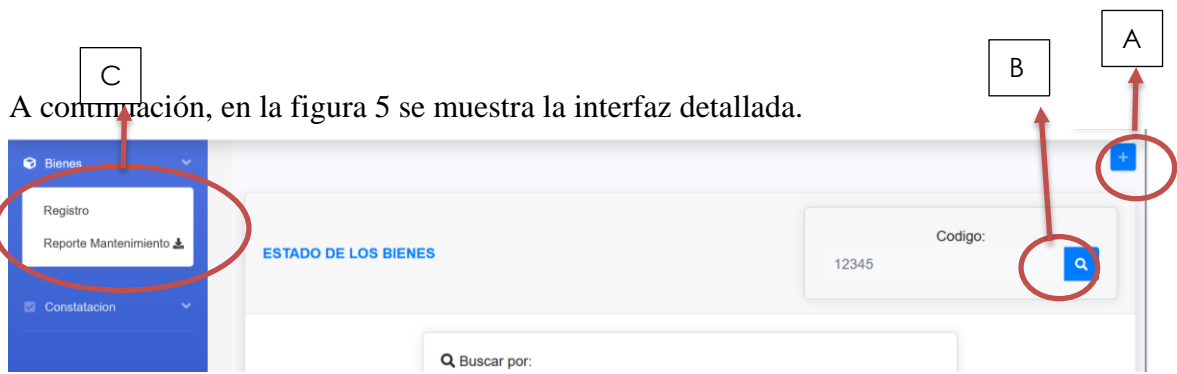 A
B
C
A continuación, en la figura 5 se muestra la interfaz detallada.
Bienes
Registro
Reporte Mantenimiento
Constatacion
ESTADO DE LOS BIENES
Codigo:
12345
Buscar por: